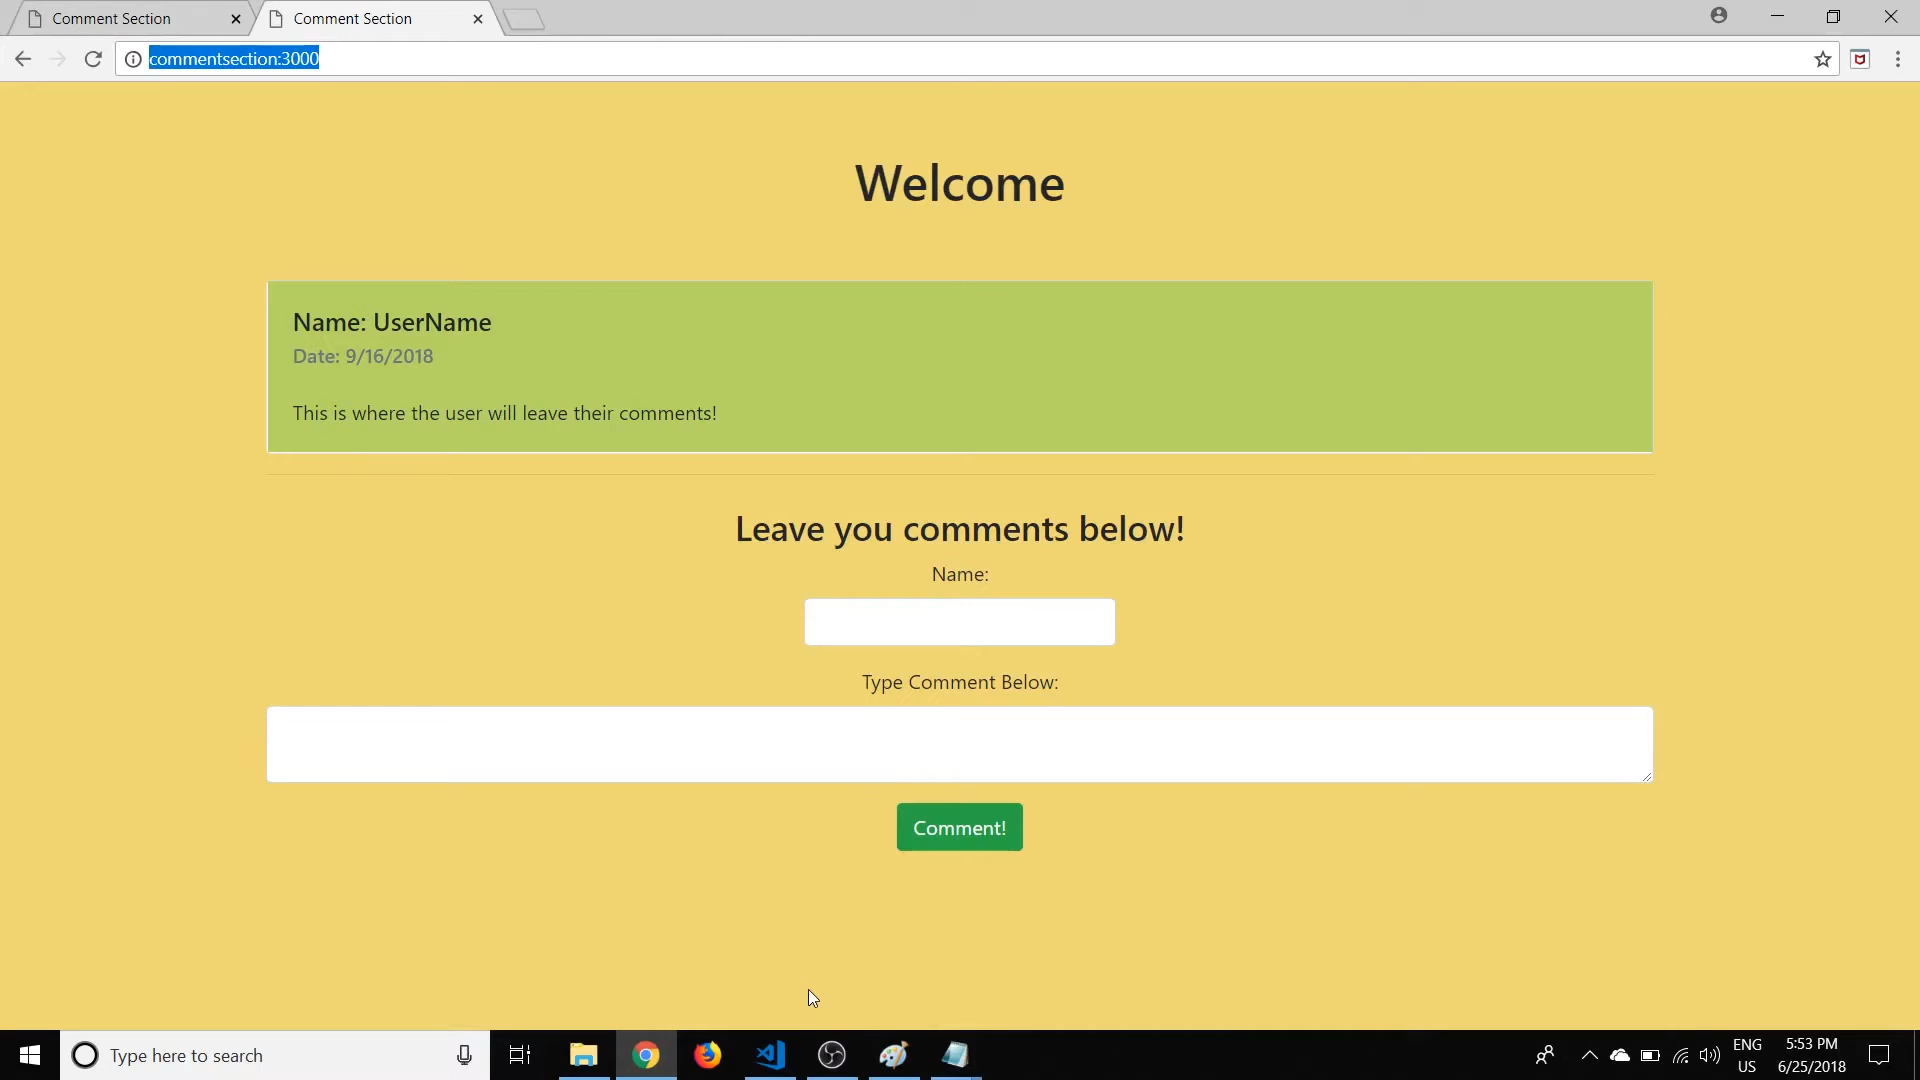 Comment Section
Comment Section
commentsection:3000
Welcome
Name: UserName
Date: 9/16/2018
This is where the user will leave their comments!
Leave you comments below!
Name:
Type Comment Below:
Comment!
Type here to search
ENG
US
5:53 PM
6/25/2018